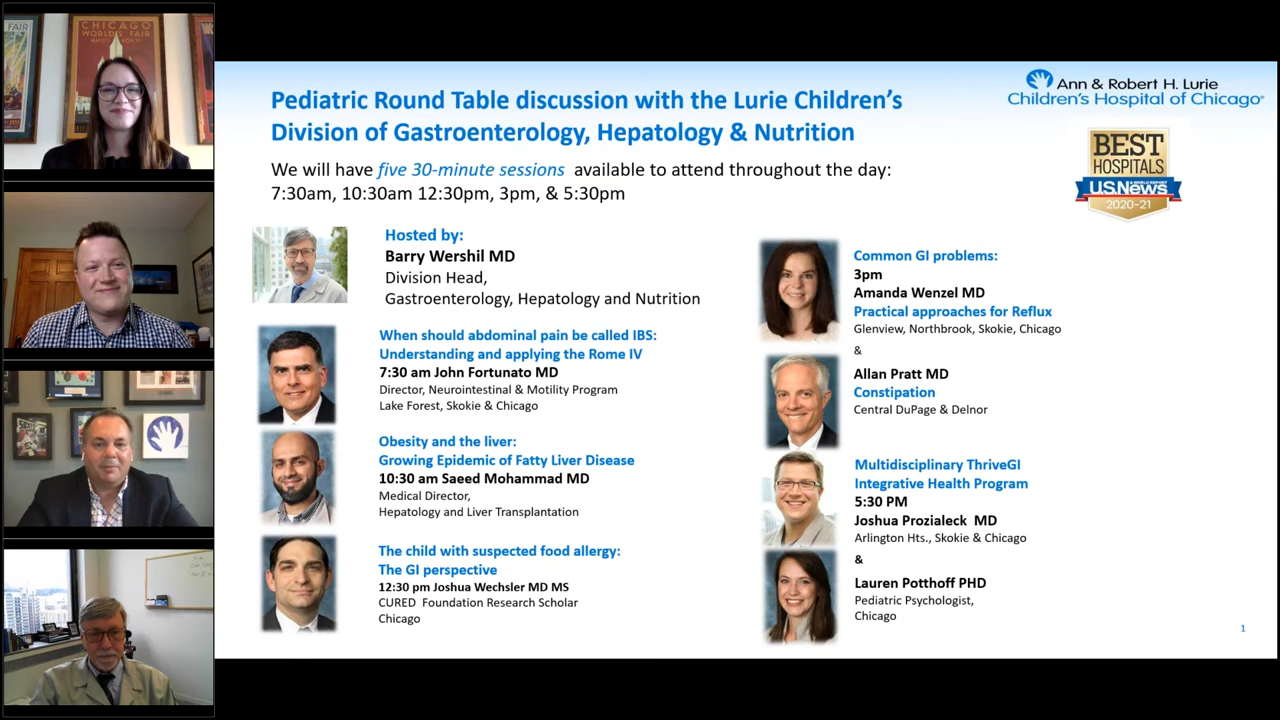 CHICAGO
WORLD'S FAIR
Pediatric Round Table discussion with the Lurie Children's
Division of Gastroenterology, Hepatology & Nutrition
We will have five 30-minute sessions available to attend throughout the day:
7:30am, 10:30am 12:30pm, 3pm, & 5:30pm
Ann & Robert H. Lurie
Children's Hospital of Chicago®
BEST
HOSPITALS
U.S.News
2020-21
Hosted by:
Barry Wershil MD
Division Head,
Gastroenterology, Hepatology and Nutrition
When should abdominal pain be called IBS:
Understanding and applying the Rome IV
7:30 am John Fortunato MD
Director, Neurointestinal & Motility Program
Lake Forest, Skokie & Chicago
Obesity and the liver:
Growing Epidemic of Fatty Liver Disease
10:30 am Saeed Mohammad MD
Medical Director,
Hepatology and Liver Transplantation
The child with suspected food allergy:
The GI perspective
12:30 pm Joshua Wechsler MD MS
CURED Foundation Research Scholar
Chicago
Common GI problems:
3pm
Amanda Wenzel MD
Practical approaches for Reflux
Glenview, Northbrook, Skokie, Chicago
&
Allan Pratt MD
Constipation
Central DuPage & Delnor
Multidisciplinary ThriveGI
Integrative Health Program
5:30 PM
Joshua Prozialeck MD
Arlington Hts., Skokie & Chicago
&
Lauren Potthoff PHD
Pediatric Psychologist,
Chicago
1